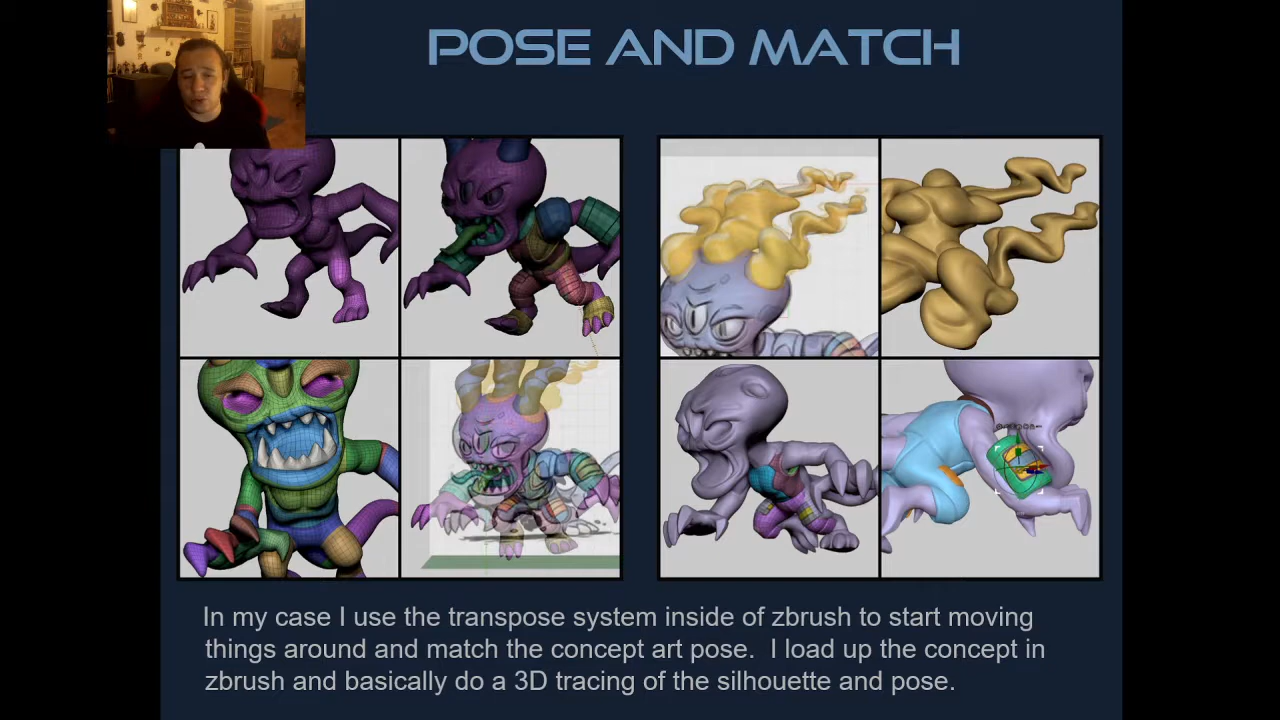 POSE AND MATCH
In my case I use the transpose system inside of zbrush to start moving
things around and match the concept art pose.  I load up the concept in
zbrush and basically do a 3D tracing of the silhouette and pose.